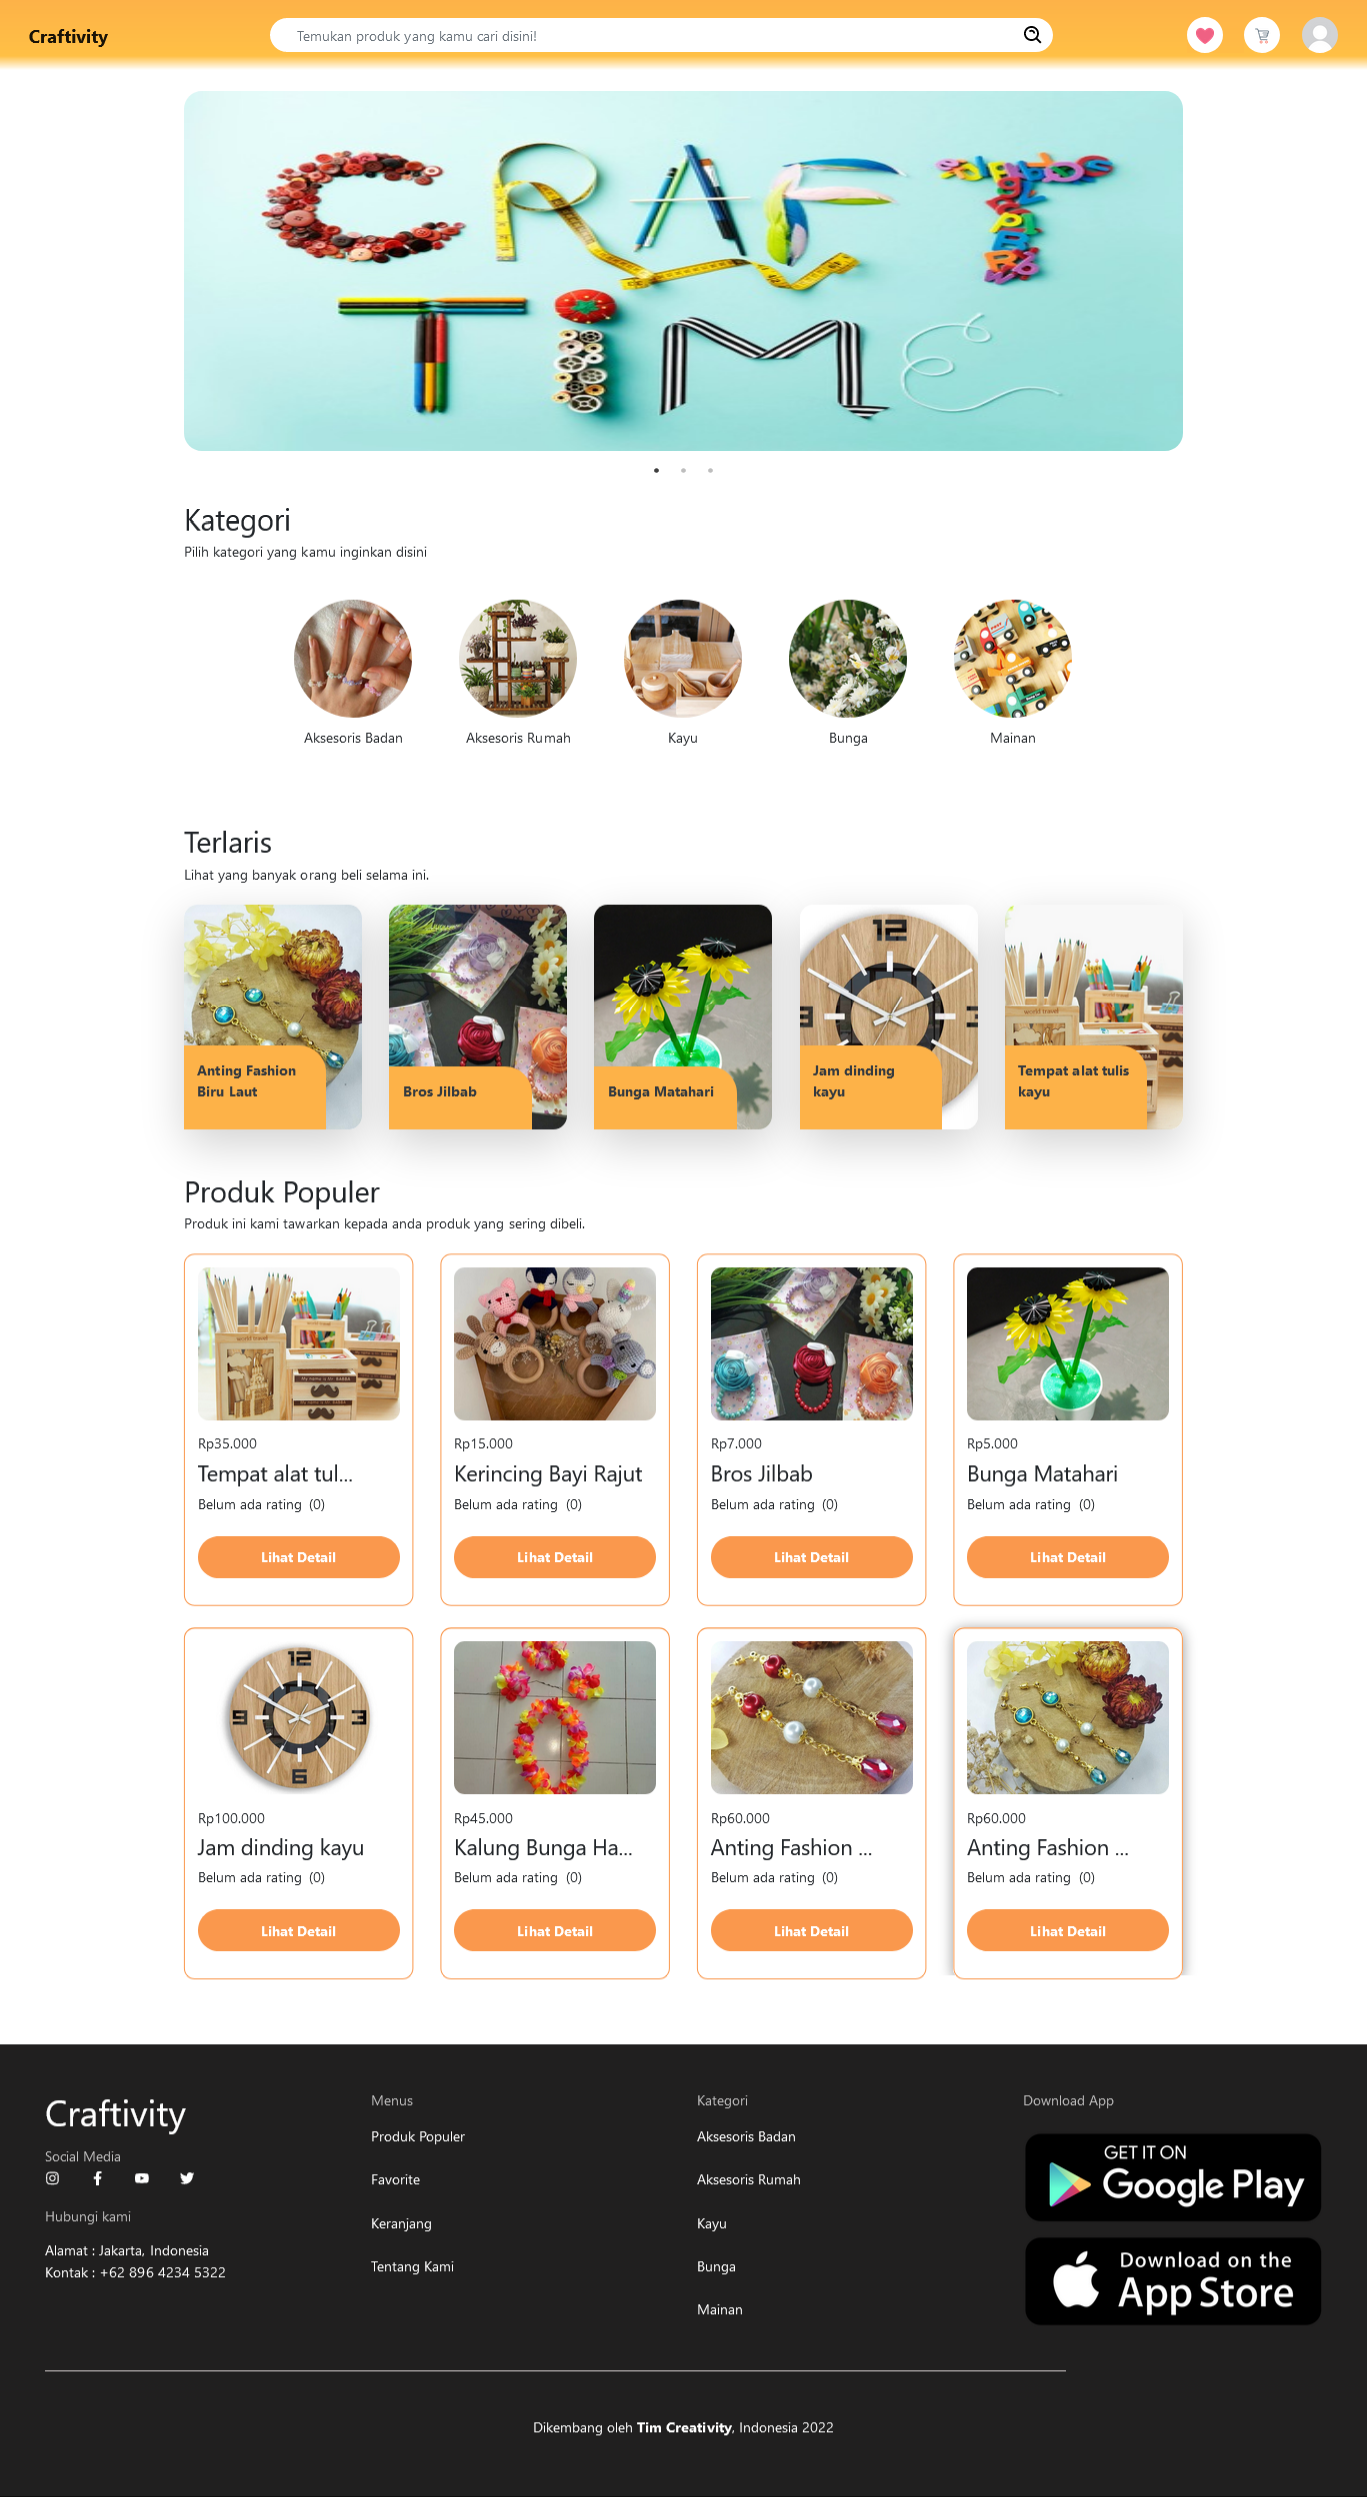 Craftivity
Temukan produk yang kamu cari disini!
CRAFT
TiME
Kategori
Pilih kategori yang kamu inginkan disini
Aksesoris Badan
Aksesoris Rumah
Kayu
Bunga
Mainan
Terlaris
Lihat yang banyak orang beli selama ini.
12
world travel
Anting Fashion
Biru Laut
Bros Jilbab
Bunga Matahari
Jam dinding
kayu
Tempat alat tulis
kayu
Produk Populer
Produk ini kami tawarkan kepada anda produk yang sering dibeli.
world travel
Rp35.000
Rp15.000
Rp7.000
Rp5.000
Tempat alat tul...
Kerincing Bayi Rajut
Bros Jilbab
Bunga Matahari
Belum ada rating (0)
Belum ada rating (0)
Belum ada rating (0)
Belum ada rating (0)
Lihat Detail
Lihat Detail
Lihat Detail
Lihat Detail
12
9 3
6
Rp100.000
Rp45.000
Rp60.000
Rp60.000
Jam dinding kayu
Kalung Bunga Ha...
Anting Fashion ...
Anting Fashion ...
Belum ada rating (0)
Belum ada rating (0)
Belum ada rating (0)
Belum ada rating (0)
Lihat Detail
Lihat Detail
Lihat Detail
Lihat Detail
Craftivity
Social Media
Hubungi kami
Alamat : Jakarta, Indonesia
Kontak : +62 896 4234 5322
Menus
Produk Populer
Favorite
Keranjang
Tentang Kami
Kategori
Aksesoris Badan
Aksesoris Rumah
Kayu
Bunga
Mainan
Download App
GET IT ON
Google Play
Download on the
App Store
Dikembang oleh Tim Creativity, Indonesia 2022